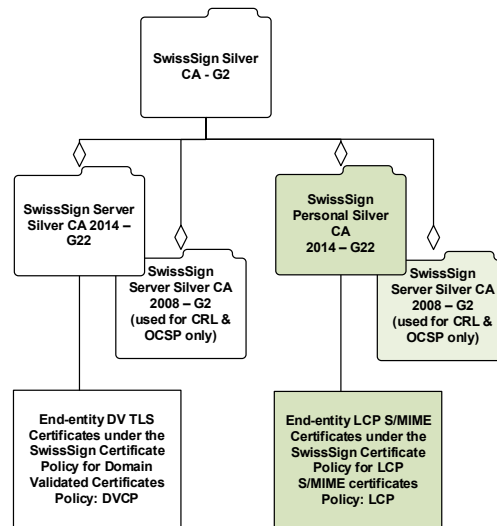 SwissSign Silver
CA - G2
SwissSign Server
Silver CA 2014 –
G22
SwissSign
Server Silver CA
2008 – G2
(used for CRL &
OCSP only)
SwissSign
Personal Silver
CA
2014 – G22
SwissSign
Server Silver CA
2008 – G2
(used for CRL &
OCSP only)
End-entity DV TLS
Certificates under the
SwissSign Certificate
Policy for Domain
Validated Certificates
Policy: DVCP
End-entity LCP S/MIME
Certificates under the
SwissSign Certificate
Policy for LCP
S/MIME certificates
Policy: LCP